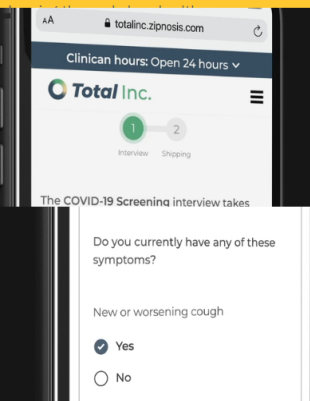 AA totalinc.zipnosis.com
Clinican hours: Open 24 hours
Total Inc.
1 2
Interview Shipping
The COVID-19 Screening interview takes
Do you currently have any of these
symptoms?
New or worsening cough
Yes
No